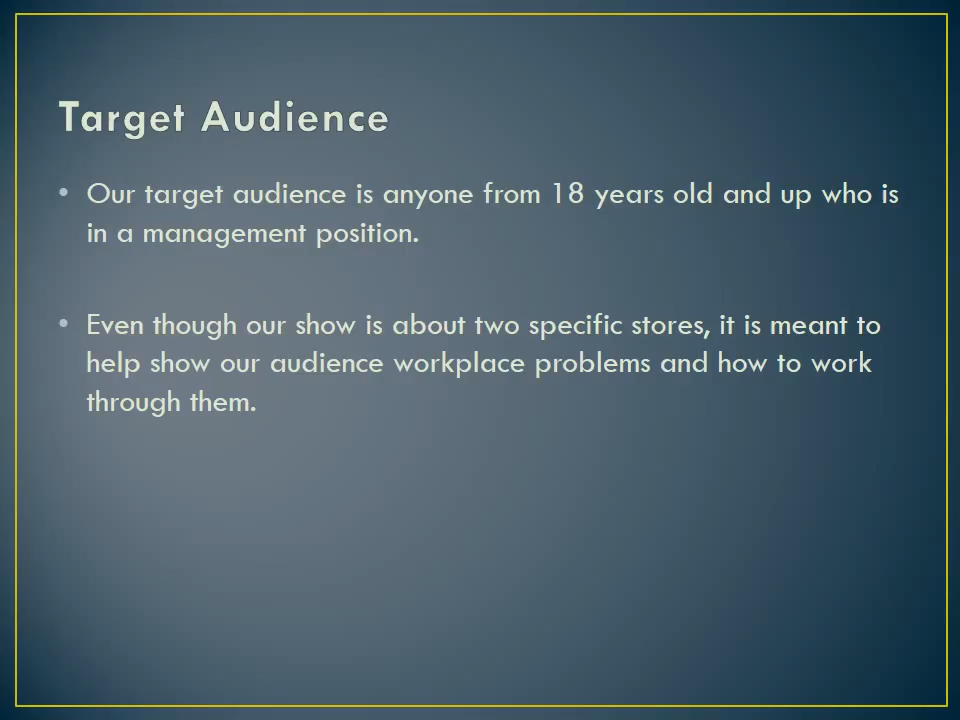 Target Audience
• Our target audience is anyone from 18 years old and up who is
in a management position.
• Even though our show is about two specific stores, it is meant to
help show our audience workplace problems and how to work
through them.